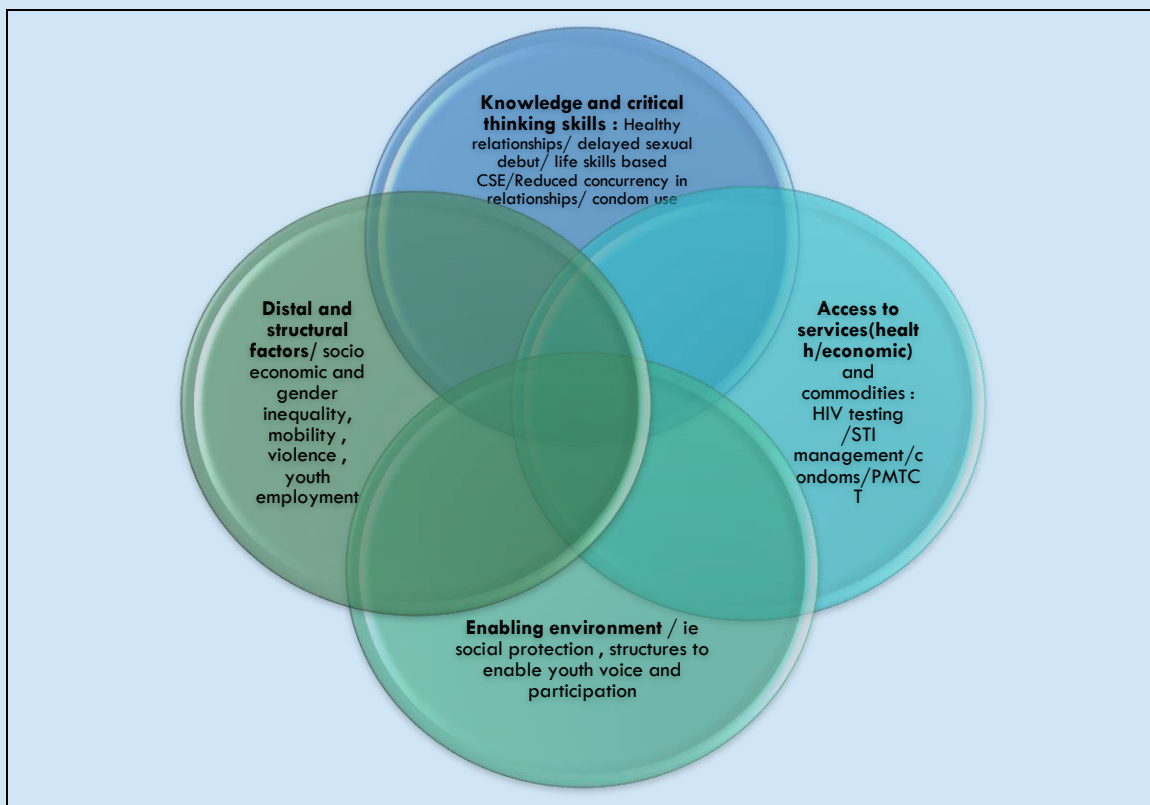 Knowledge and critical
thinking skills : Healthy
relationships/ delayed sexual
debut/ life skills based
CSE/Reduced concurrency in
relationships/ condom use
Distal and
structural
factors/ socio
economic and
gender
inequality,
mobility ,
violence ,
youth
employment
Access to
services(healt
h/economic)
and
commodities :
HIV testing
/STI
management/c
ondoms/PMTC
T
Enabling environment / ie
social protection , structures to
enable youth voice and
participation